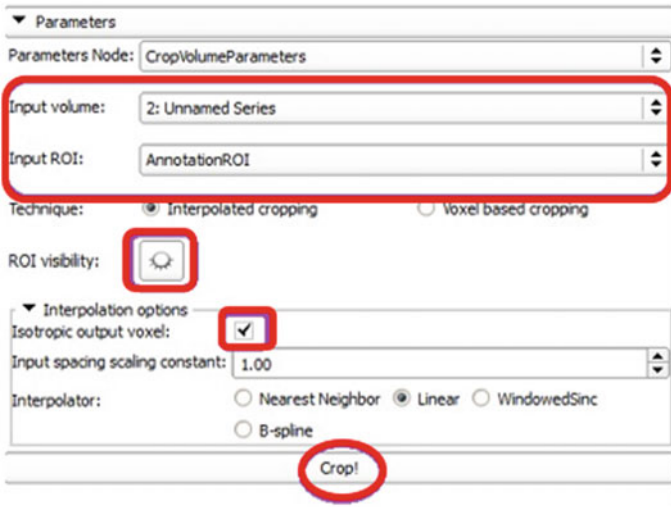 Parameters
Parameters Node: CropVolumeParameters
Input volume: 2: Unnamed Series
Input ROI: AnnotationROI
Technique: Interpolated cropping Voxel based cropping
ROI visibility:
Interpolation options
Isotropic output voxel:
Input spacing scaling constant: 1.00
Interpolator: Nearest Neighbor Linear WindowedSinc
B-spline
Crop!